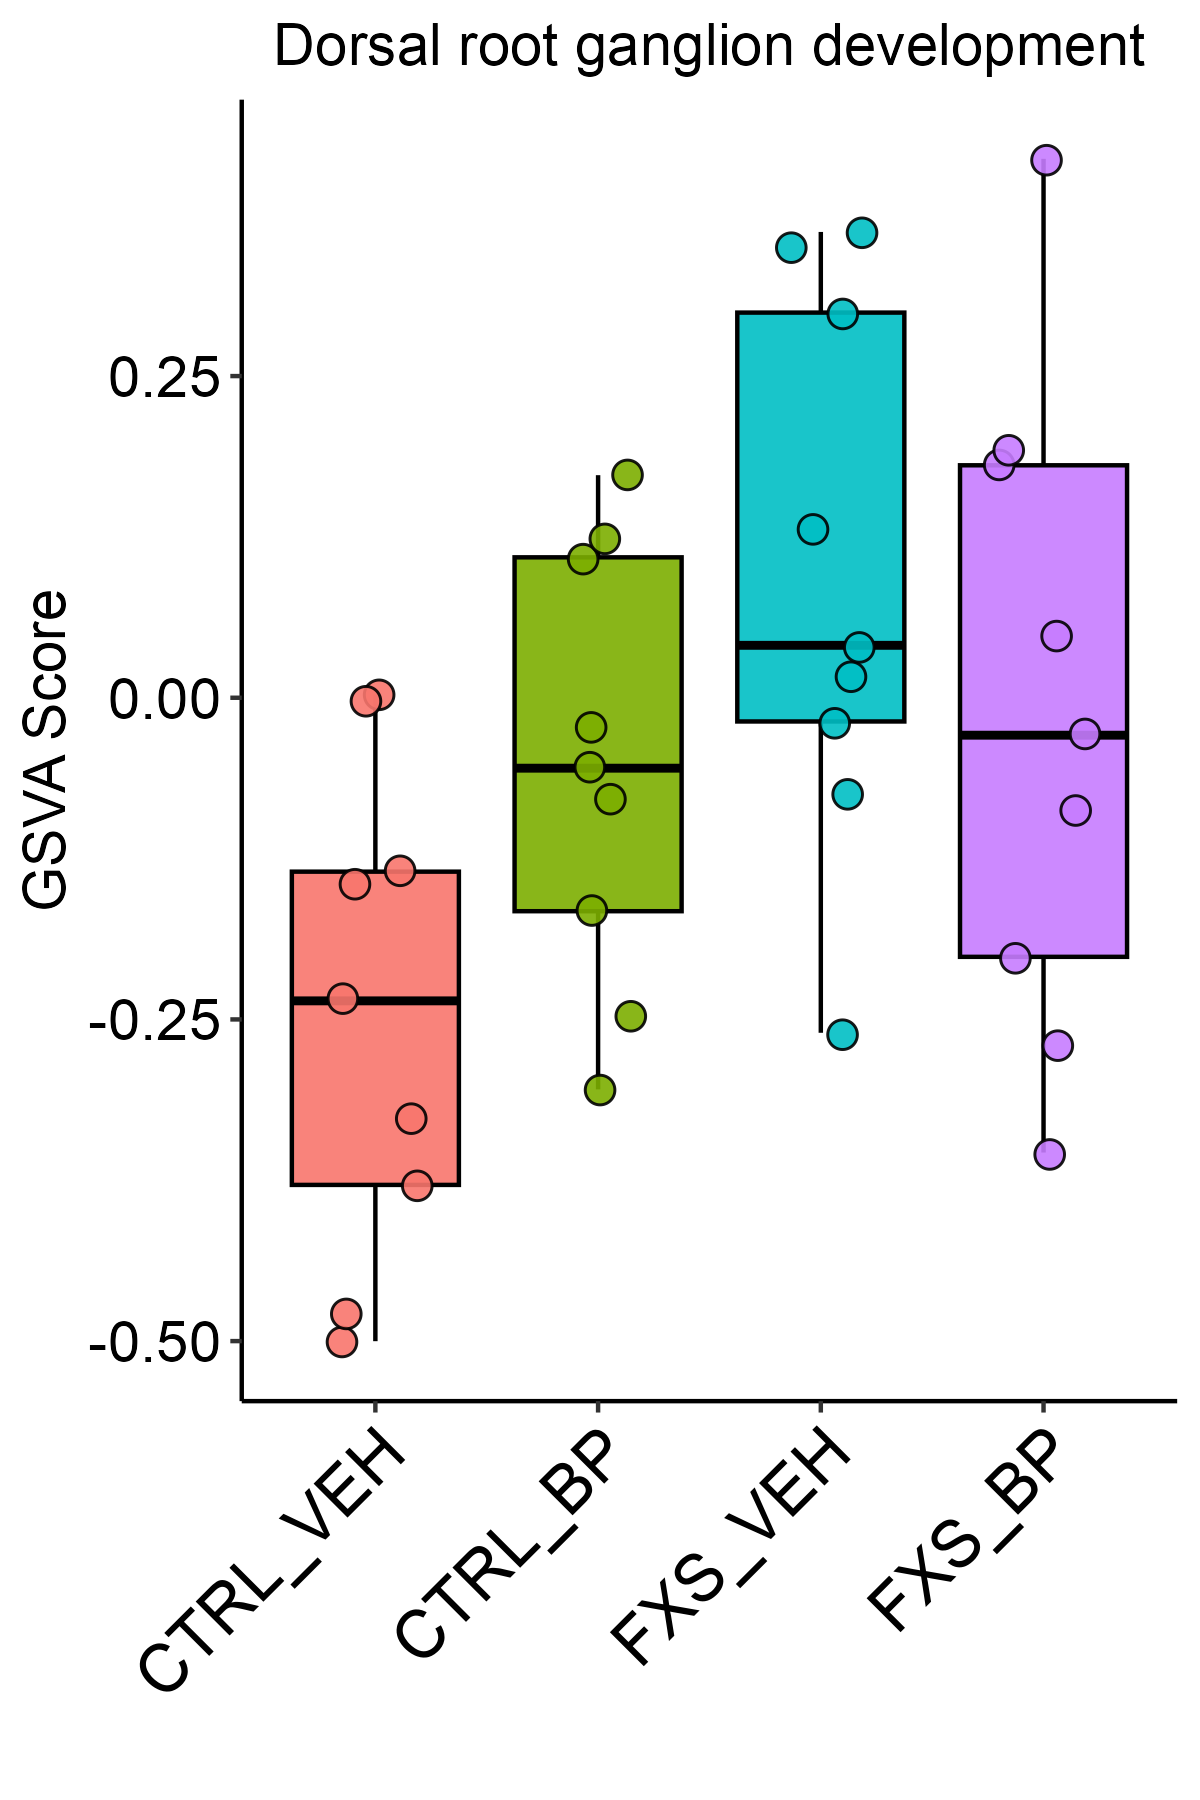 Dorsal root ganglion development
GSVA Score
0.25
0.00
-0.25
-0.50
CTRL_VEH
CTRL_BP
FXS_VEH
FXS_BP